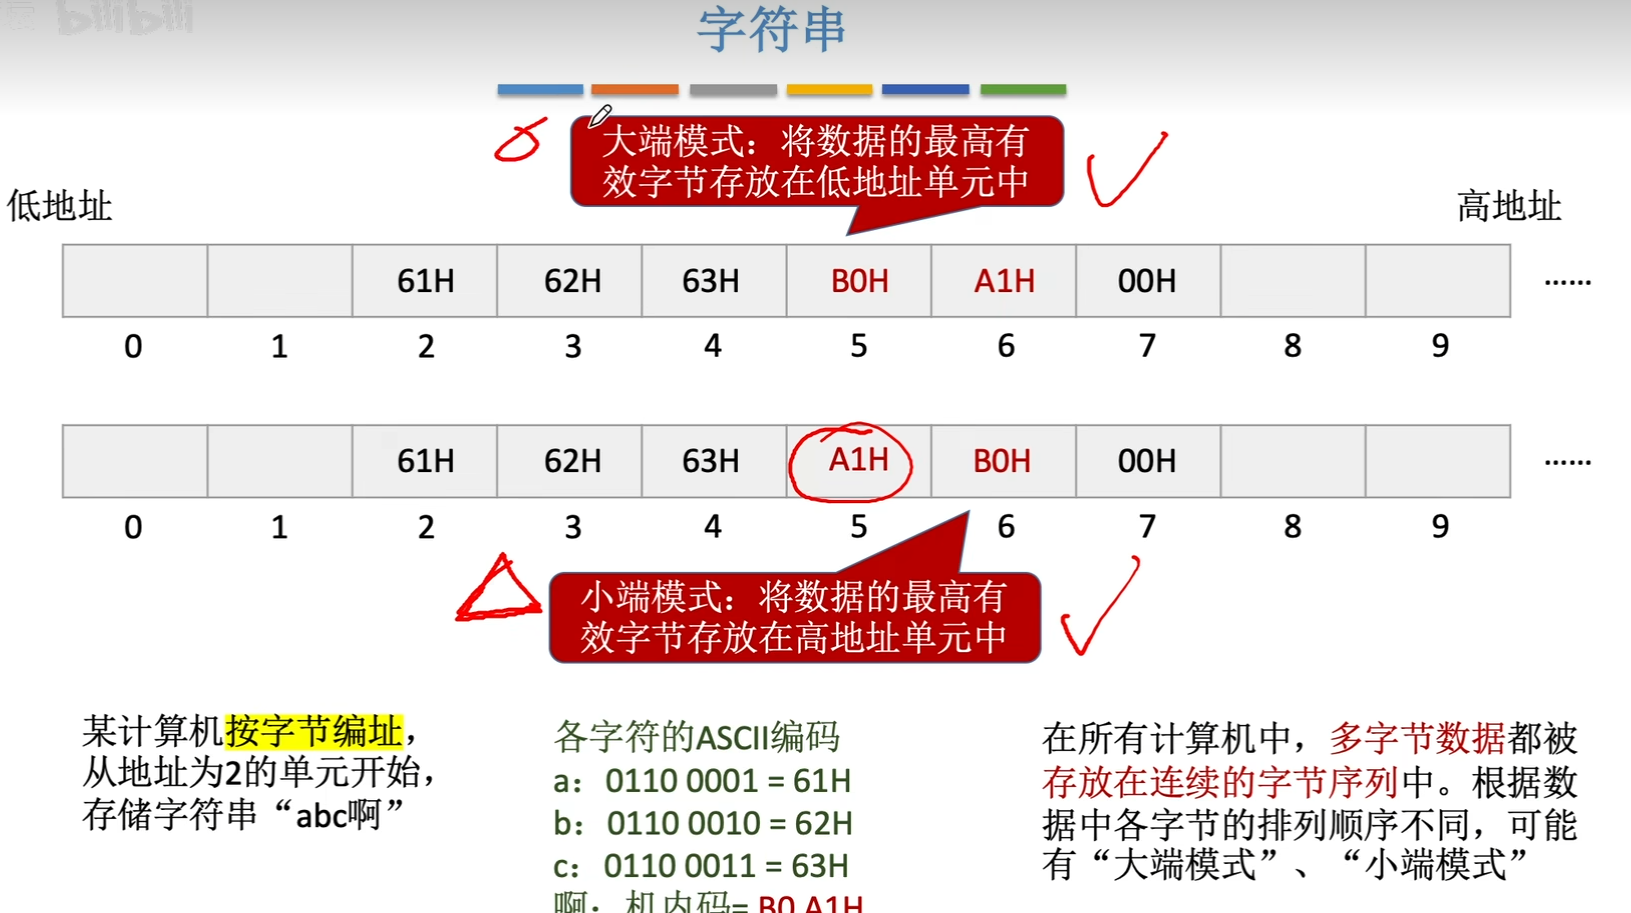 bilibili
字符串
大端模式：将数据的最高有
效字节存放在低地址单元中
低地址
高地址
61H 62H 63H B0H A1H 00H ……
0 1 2 3 4 5 6 7 8 9
61H 62H 63H A1H B0H 00H ……
0 1 2 3 4 5 6 7 8 9
小端模式：将数据的最高有
效字节存放在高地址单元中
某计算机按字节编址，
从地址为2的单元开始，
存储字符串“abc啊”
各字符的ASCII编码
a：0110 0001 = 61H
b：0110 0010 = 62H
c：0110 0011 = 63H
啊：机内码= B0 A1H
在所有计算机中，多字节数据都被
存放在连续的字节序列中。根据数
据中各字节的排列顺序不同，可能
有“大端模式”、“小端模式”